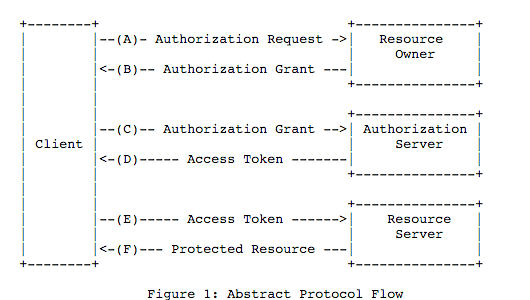 +--------+                               +---------------+
|        |--(A)- Authorization Request ->|   Resource    |
|        |                               |     Owner     |
|        |<-(B)-- Authorization Grant ---|               |
|        |                               +---------------+
|        |
|        |                               +---------------+
|        |--(C)-- Authorization Grant -->| Authorization |
| Client |                               |     Server    |
|        |<-(D)----- Access Token -------|               |
|        |                               +---------------+
|        |
|        |                               +---------------+
|        |--(E)----- Access Token ------>|    Resource   |
|        |                               |     Server    |
|        |<-(F)--- Protected Resource ---|               |
+--------+                               +---------------+
Figure 1: Abstract Protocol Flow